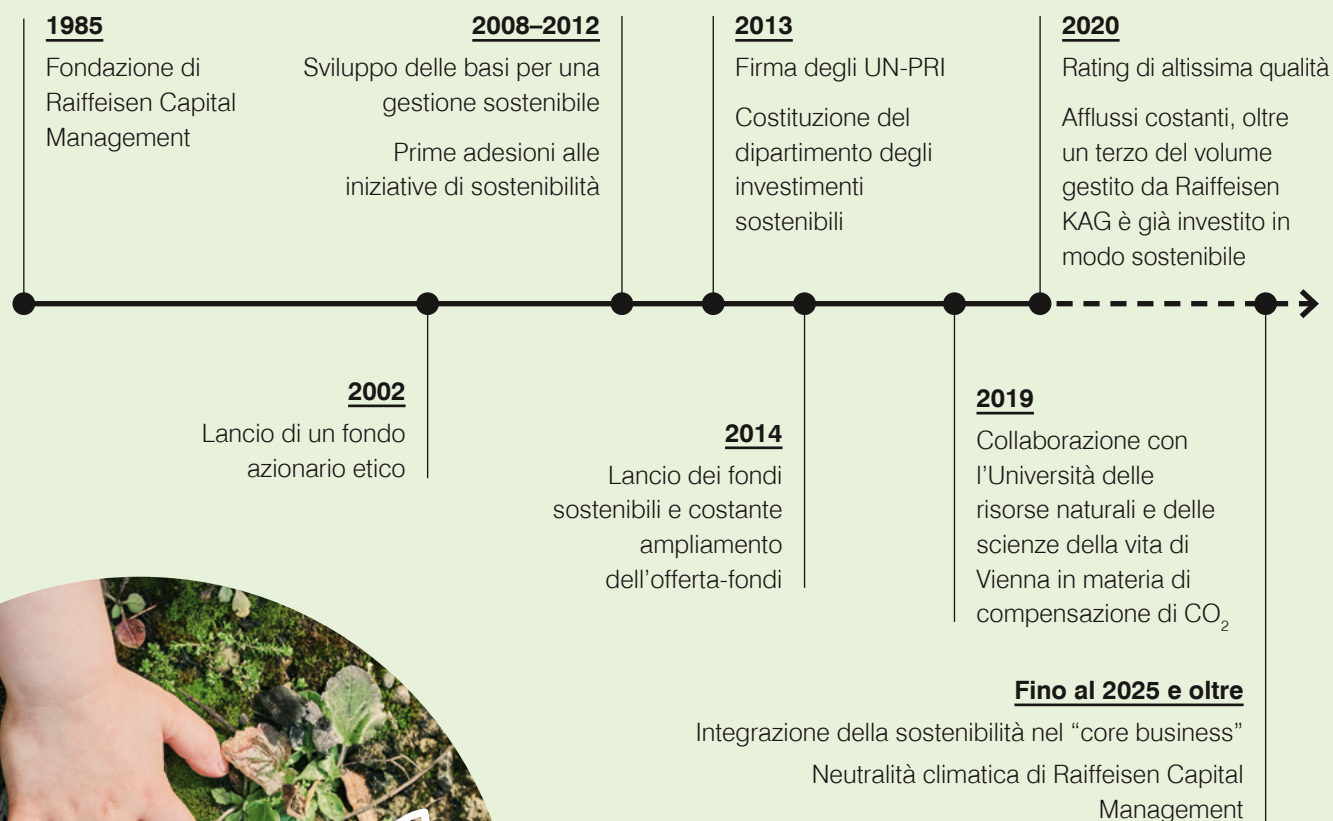 1985
Fondazione di
Raiffeisen Capital
Management
2008–2012
Sviluppo delle basi per una
gestione sostenibile
Prime adesioni alle
iniziative di sostenibilità
2013
Firma degli UN-PRI
Costituzione del
dipartimento degli
investimenti
sostenibili
2020
Rating di altissima qualità
Afflussi costanti, oltre
un terzo del volume
gestito da Raiffeisen
KAG è già investito in
modo sostenibile
2002
Lancio di un fondo
azionario etico
2014
Lancio dei fondi
sostenibili e costante
ampliamento
dell’offerta-fondi
2019
Collaborazione con
l’Università delle
risorse naturali e delle
scienze della vita di
Vienna in materia di
compensazione di CO₂
Fino al 2025 e oltre
Integrazione della sostenibilità nel “core business”
Neutralità climatica di Raiffeisen Capital
Management